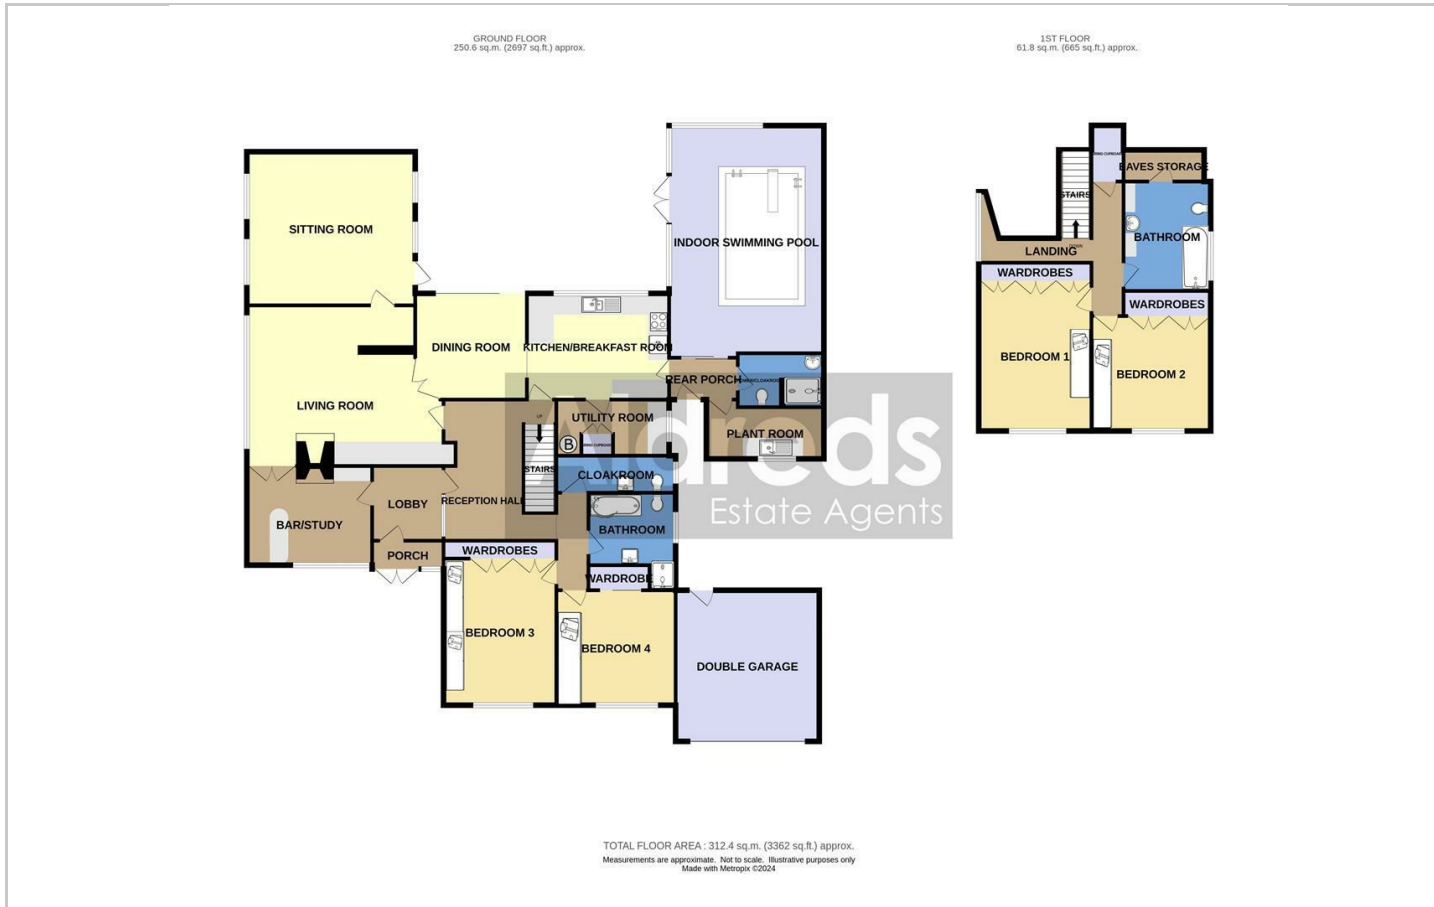 GROUND FLOOR
250.6 sq.m. (2697 sq.ft.) approx.
1ST FLOOR
61.8 sq.m. (665 sq.ft.) approx.
SITTING ROOM
INDOOR SWIMMING POOL
DINING ROOM
KITCHEN/BREAKFAST ROOM
LIVING ROOM
REAR PORCH
UP
UTILITY ROOM
B
PLANT ROOM
STAIRS
CLOAKROOM
BAR/STUDY
LOBBY
RECEPTION HALL
BATHROOM
PORCH
WARDROBES
WARDROBE
BEDROOM 3
BEDROOM 4
DOUBLE GARAGE
EAVES STORAGE
STAIRS
DOWN
BATHROOM
LANDING
WARDROBES
WARDROBES
BEDROOM 1
BEDROOM 2
Aldreds
Estate Agents
TOTAL FLOOR AREA : 312.4 sq.m. (3362 sq.ft.) approx.
Measurements are approximate. Not to scale. Illustrative purposes only
Made with Metropix ©2024